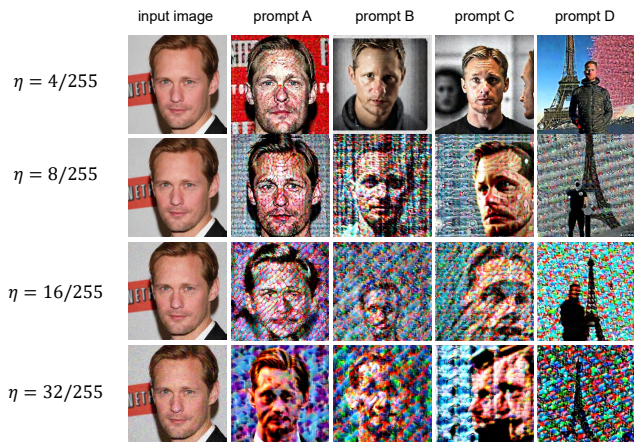 input image prompt A prompt B prompt C prompt D
η = 4/255
η = 8/255
η = 16/255
η = 32/255